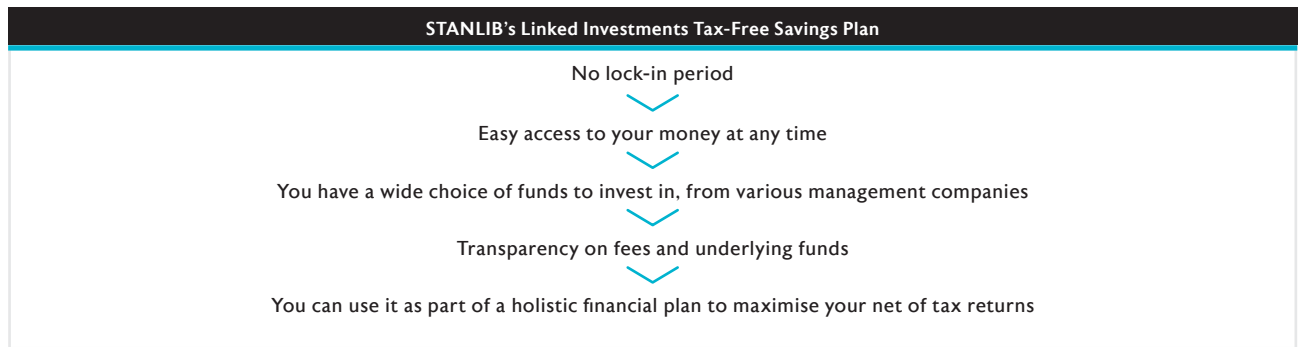 STANLIB’s Linked Investments Tax-Free Savings Plan
No lock-in period
Easy access to your money at any time
You have a wide choice of funds to invest in, from various management companies
Transparency on fees and underlying funds
You can use it as part of a holistic financial plan to maximise your net of tax returns